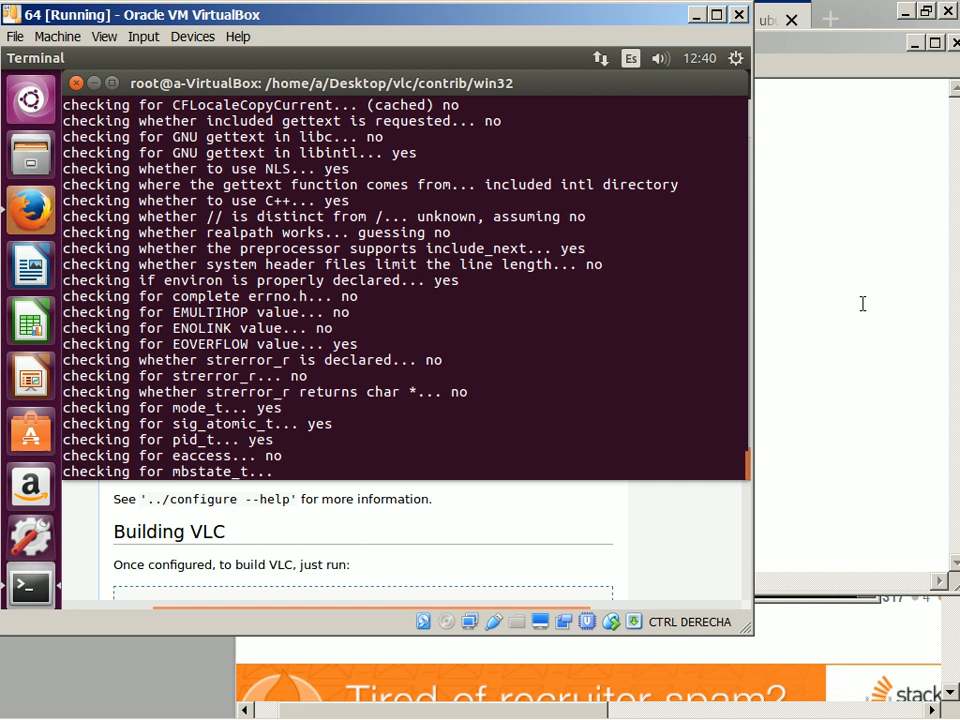 64 [Running] - Oracle VM VirtualBox
File Machine View Input Devices Help
Terminal
Es
12:40
root@a-VirtualBox: /home/a/Desktop/vlc/contrib/win32
checking for CFLocaleCopyCurrent... (cached) no
checking whether included gettext is requested... no
checking for GNU gettext in libc... no
checking for GNU gettext in libintl... yes
checking whether to use NLS... yes
checking where the gettext function comes from... included intl directory
checking whether to use C++... yes
checking whether // is distinct from /... unknown, assuming no
checking whether realpath works... guessing no
checking whether the preprocessor supports include_next... yes
checking whether system header files limit the line length... no
checking if environ is properly declared... yes
checking for complete errno.h... no
checking for EMULTIHOP value... no
checking for ENOLINK value... no
checking for EOVERFLOW value... yes
checking whether strerror_r is declared... no
checking for strerror_r... no
checking whether strerror_r returns char *... no
checking for mode_t... yes
checking for sig_atomic_t... yes
checking for pid_t... yes
checking for eaccess... no
checking for mbstate_t...
See '../configure --help' for more information.
Building VLC
Once configured, to build VLC, just run:
CTRL DERECHA
Tired of recruiter spam?
stack